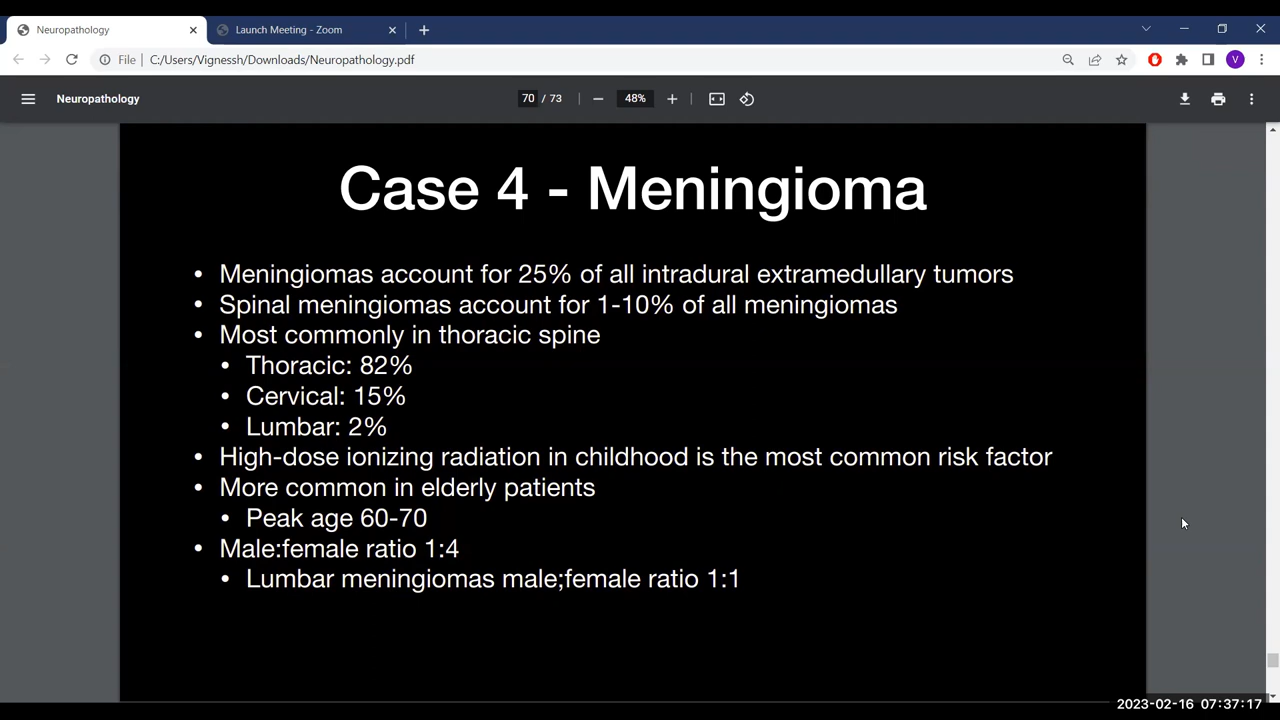 Neuropathology
Launch Meeting - Zoom
File C:/Users/Vignessh/Downloads/Neuropathology.pdf
V
Neuropathology
70 / 73
48%
Case 4 - Meningioma
• Meningiomas account for 25% of all intradural extramedullary tumors
• Spinal meningiomas account for 1-10% of all meningiomas
• Most commonly in thoracic spine
• Thoracic: 82%
• Cervical: 15%
• Lumbar: 2%
• High-dose ionizing radiation in childhood is the most common risk factor
• More common in elderly patients
• Peak age 60-70
• Male:female ratio 1:4
• Lumbar meningiomas male;female ratio 1:1
2023-02-16 07:37:17